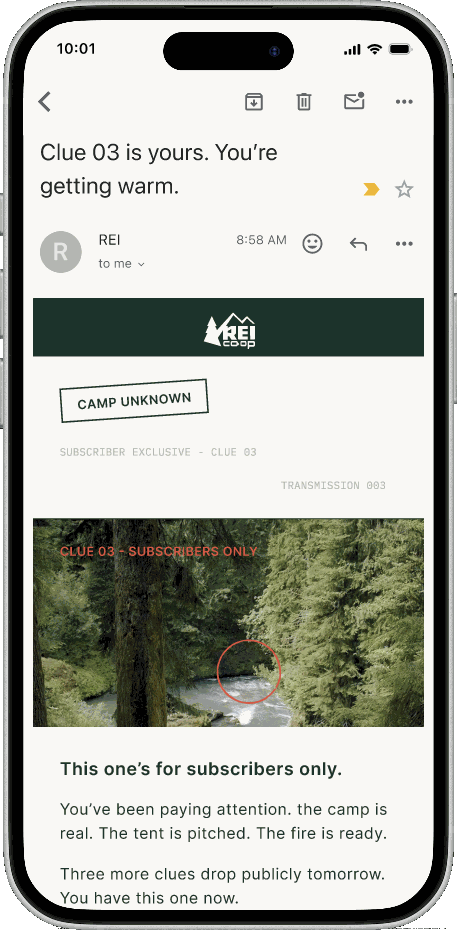 10:01
Clue 03 is yours. You’re
getting warm.
R
REI
8:58 AM
to me
REI
co-op
CAMP UNKNOWN
SUBSCRIBER EXCLUSIVE - CLUE 03
TRANSMISSION 003
CLUE 03 - SUBSCRIBERS ONLY
This one’s for subscribers only.
You’ve been paying attention. the camp is
real. The tent is pitched. The fire is ready.
Three more clues drop publicly tomorrow.
You have this one now.